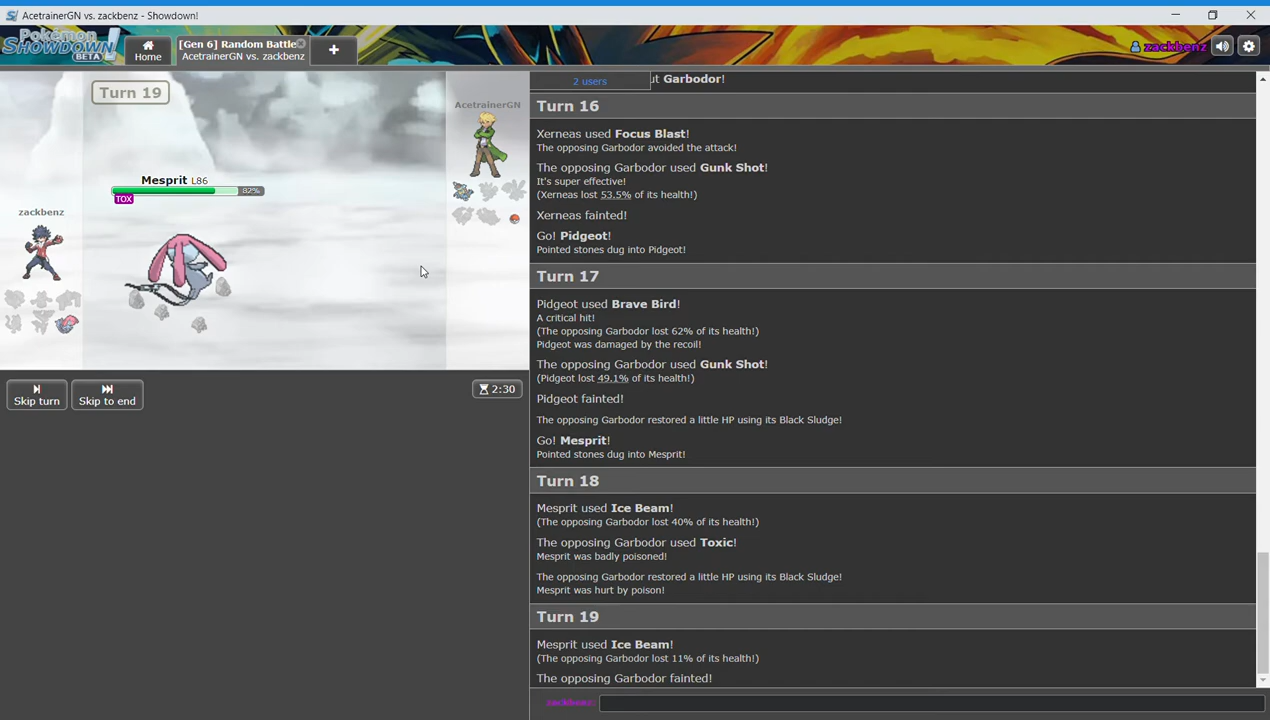 AcetrainerGN vs. zackbenz - Showdown!
Pokémon
SHOWDOWN!
BETA
Home
[Gen 6] Random Battle
AcetrainerGN vs. zackbenz
+
zackbenz
Turn 19
AcetrainerGN
Mesprit L86
82%
TOX
zackbenz
Skip turn
Skip to end
2:30
2 users
ut Garbodor!
Turn 16
Xerneas used Focus Blast!
The opposing Garbodor avoided the attack!
The opposing Garbodor used Gunk Shot!
It's super effective!
(Xerneas lost 53.5% of its health!)
Xerneas fainted!
Go! Pidgeot!
Pointed stones dug into Pidgeot!
Turn 17
Pidgeot used Brave Bird!
A critical hit!
(The opposing Garbodor lost 62% of its health!)
Pidgeot was damaged by the recoil!
The opposing Garbodor used Gunk Shot!
(Pidgeot lost 49.1% of its health!)
Pidgeot fainted!
The opposing Garbodor restored a little HP using its Black Sludge!
Go! Mesprit!
Pointed stones dug into Mesprit!
Turn 18
Mesprit used Ice Beam!
(The opposing Garbodor lost 40% of its health!)
The opposing Garbodor used Toxic!
Mesprit was badly poisoned!
The opposing Garbodor restored a little HP using its Black Sludge!
Mesprit was hurt by poison!
Turn 19
Mesprit used Ice Beam!
(The opposing Garbodor lost 11% of its health!)
The opposing Garbodor fainted!
zackbenz: